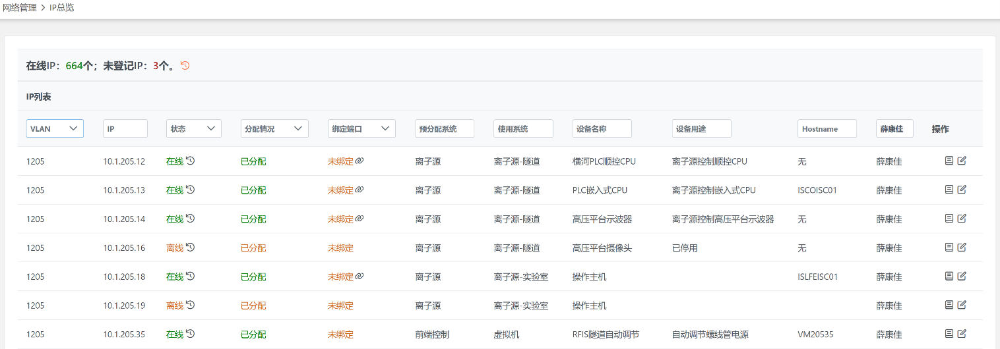 网络管理 > IP总览
在线IP：664个；未登记IP：3个。
IP列表
VLAN IP 状态 分配情况 绑定端口 预分配系统 使用系统 设备名称 设备用途 Hostname 薛康佳 操作
1205 10.1.205.12 在线 已分配 未绑定 离子源 离子源-隧道 横河PLC顺控CPU 离子源控制顺控CPU 无 薛康佳
1205 10.1.205.13 在线 已分配 未绑定 离子源 离子源-隧道 PLC嵌入式CPU 离子源控制嵌入式CPU ISCOISC01 薛康佳
1205 10.1.205.14 在线 已分配 未绑定 离子源 离子源-隧道 高压平台示波器 离子源控制高压平台示波器 无 薛康佳
1205 10.1.205.16 离线 已分配 未绑定 离子源 离子源-隧道 高压平台摄像头 已停用 无 薛康佳
1205 10.1.205.18 在线 已分配 未绑定 离子源 离子源-实验室 操作主机 ISLFEISC01 薛康佳
1205 10.1.205.19 离线 已分配 未绑定 离子源 离子源-实验室 操作主机 薛康佳
1205 10.1.205.35 在线 已分配 未绑定 前端控制 虚拟机 RFIS隧道自动调节 自动调节螺线管电源 VM20535 薛康佳